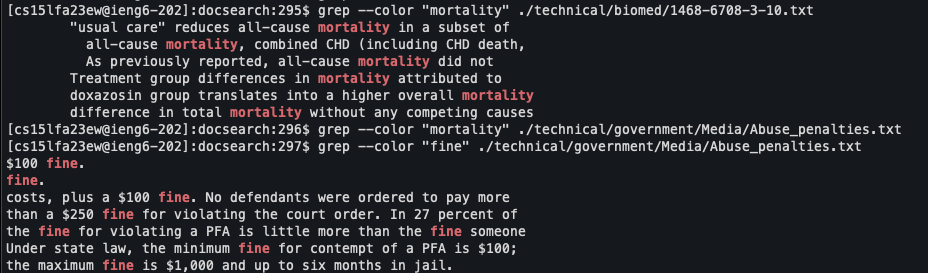 [cs15lfa23ew@ieng6-202]:docsearch:295$ grep --color "mortality" ./technical/biomed/1468-6708-3-10.txt
"usual care" reduces all-cause mortality in a subset of
all-cause mortality, combined CHD (including CHD death,
As previously reported, all-cause mortality did not
Treatment group differences in mortality attributed to
doxazosin group translates into a higher overall mortality
difference in total mortality without any competing causes
[cs15lfa23ew@ieng6-202]:docsearch:296$ grep --color "mortality" ./technical/government/Media/Abuse_penalties.txt
[cs15lfa23ew@ieng6-202]:docsearch:297$ grep --color "fine" ./technical/government/Media/Abuse_penalties.txt
$100 fine.
fine.
costs, plus a $100 fine. No defendants were ordered to pay more
than a $250 fine for violating the court order. In 27 percent of
the fine for violating a PFA is little more than the fine someone
Under state law, the minimum fine for contempt of a PFA is $100;
the maximum fine is $1,000 and up to six months in jail.